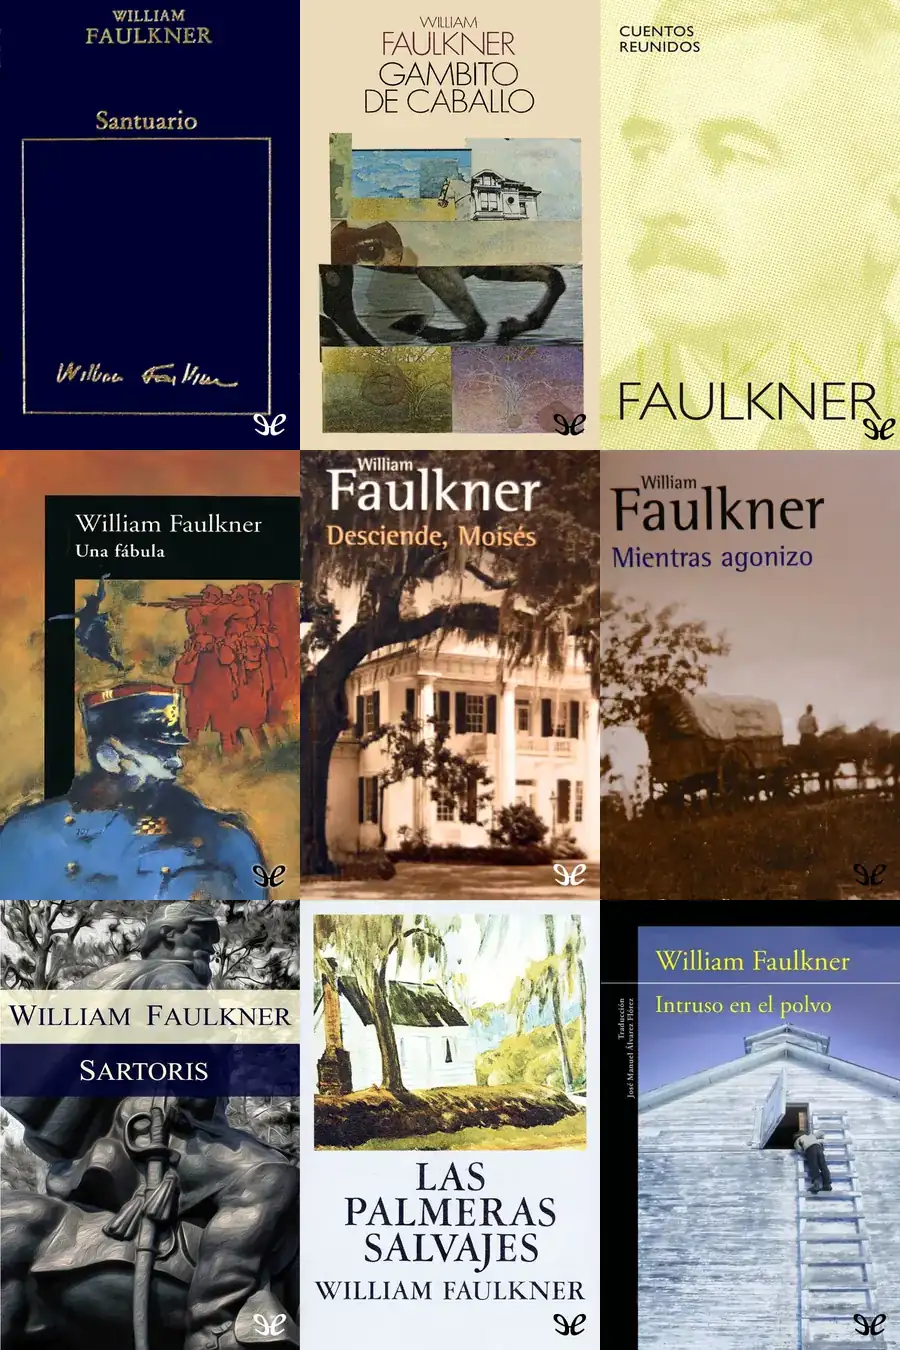 WILLIAM
FAULKNER
Santuario
William Faulkner
WILLIAM
FAULKNER
GAMBITO
DE CABALLO
CUENTOS
REUNIDOS
FAULKNER
William Faulkner
Una fábula
William
Faulkner
Desciende, Moisés
William
Faulkner
Mientras agonizo
WILLIAM FAULKNER
SARTORIS
LAS
PALMERAS
SALVAJES
WILLIAM FAULKNER
William Faulkner
Intruso en el polvo
Traducción
José Manuel Álvarez Flórez